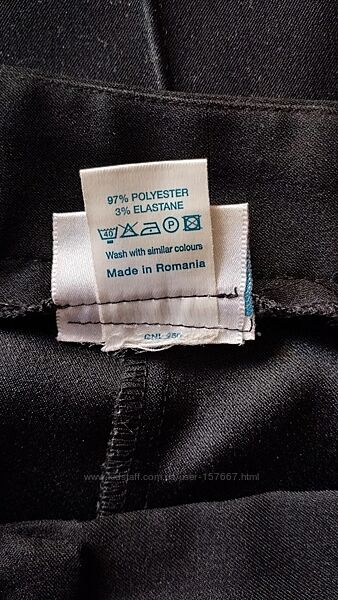 97% POLYESTER
3% ELASTANE
40
P
Wash with similar colours
Made in Romania